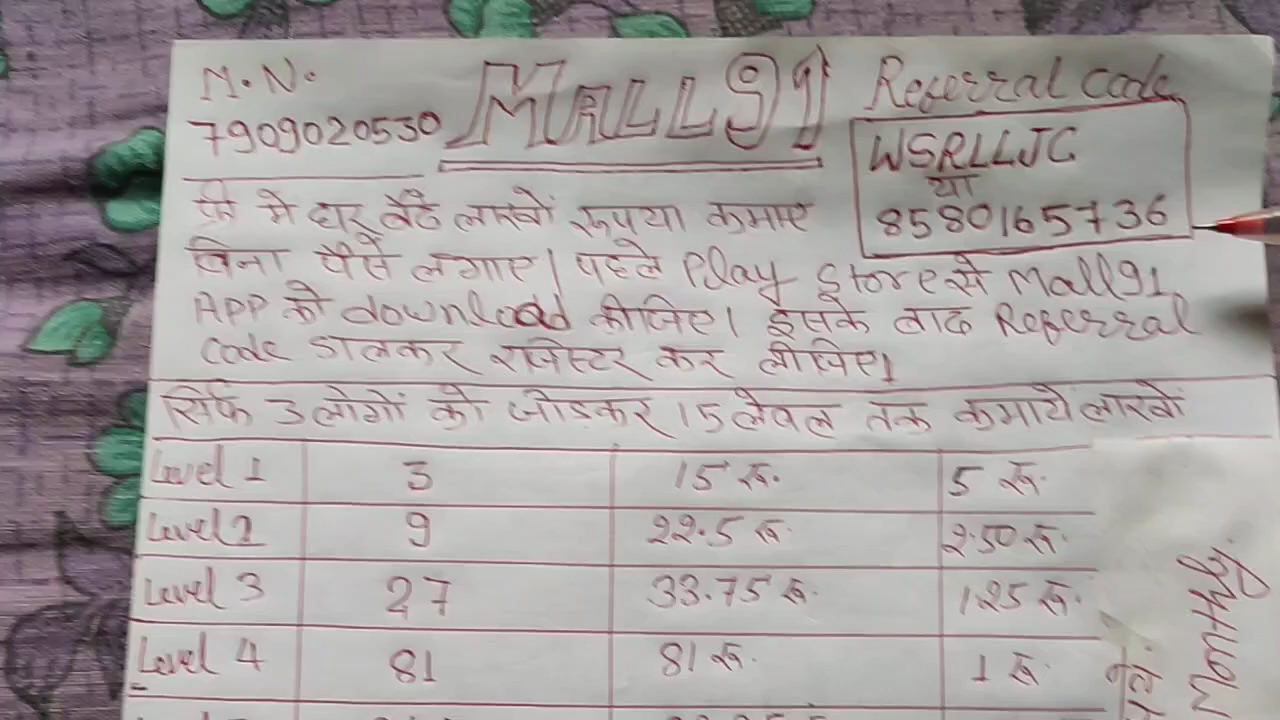 M.N. MALL91 Referral Code
7909020530 WSRLLJC
या
8580165736
में घर बैठे लाखों रूपया कमाए
बिना पैसे लगाए। पहले Play Store से Mall91
APP को download कीजिए। इसके बाद Referral
Code डालकर रजिस्टर कर लीजिए।
सिर्फ 3 लोगों को जोड़कर 15 लेवल तक कमाये लाखों
Level 1 3 15 रू. 5 रू.
Level 2 9 22.5 रू. 2.50 रू.
Level 3 27 33.75 रू. 1.25 रू.
Level 4 81 81 रू. 1 रू.